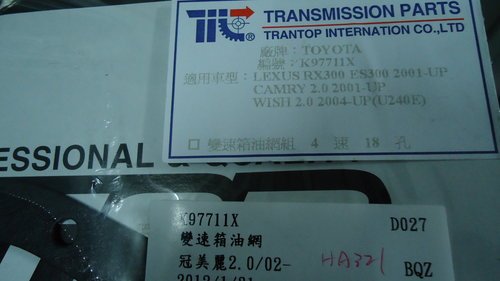 TTC TRANSMISSION PARTS
TRANTOP INTERNATION CO.,LTD
廠牌：TOYOTA
編號：K97711X
適用車型：LEXUS RX300 ES300 2001-UP
CAMRY 2.0 2001-UP
WISH 2.0 2004-UP(U240E)
□ 變速箱油網組 4 速 18 孔
ESSIONAL &
K97711X D027
變速箱油網
冠美麗2.0/02- HA321
BQZ